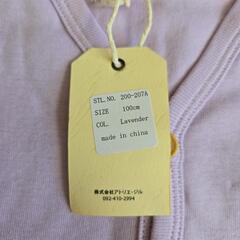 STL.NO. 200-207A
SIZE 100cm
COL. Lavender
made in china
株式会社アトリエ・ジル
092-410-2994